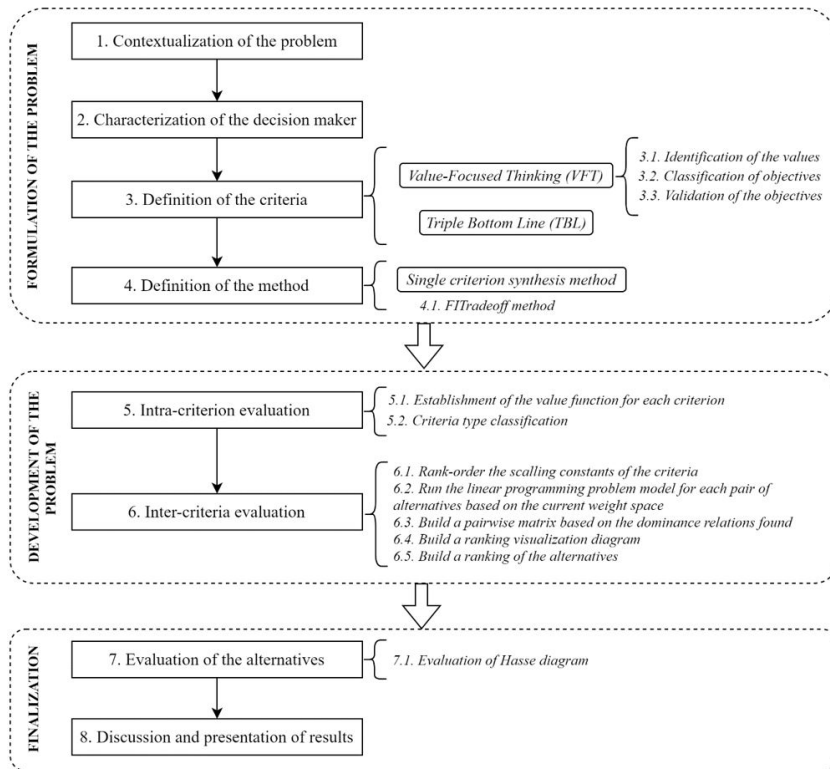 FORMULATION OF THE PROBLEM
1. Contextualization of the problem
2. Characterization of the decision maker
3. Definition of the criteria
Value-Focused Thinking (VFT)
3.1. Identification of the values
3.2. Classification of objectives
3.3. Validation of the objectives
Triple Bottom Line (TBL)
4. Definition of the method
Single criterion synthesis method
4.1. FITradeoff method
DEVELOPMENT OF THE
PROBLEM
5. Intra-criterion evaluation
5.1. Establishment of the value function for each criterion
5.2. Criteria type classification
6. Inter-criteria evaluation
6.1. Rank-order the scalling constants of the criteria
6.2. Run the linear programming problem model for each pair of
alternatives based on the current weight space
6.3. Build a pairwise matrix based on the dominance relations found
6.4. Build a ranking visualization diagram
6.5. Build a ranking of the alternatives
FINALIZATION
7. Evaluation of the alternatives
7.1. Evaluation of Hasse diagram
8. Discussion and presentation of results